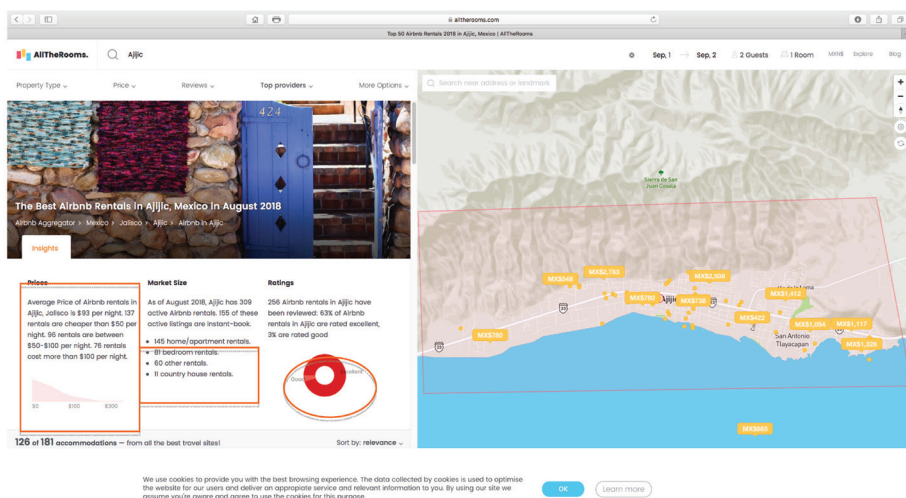 alltherooms.com
Top 50 Airbnb Rentals 2018 in Ajijic, Mexico | AllTheRooms
AllTheRooms.
Ajijic
Sep, 1 → Sep, 2
2 Guests
1 Room
MXN$
Explore
Blog
Property Type
Price
Reviews
Top providers
More Options
Search near address or landmark
424
The Best Airbnb Rentals in Ajijic, Mexico in August 2018
Airbnb Aggregator > Mexico > Jalisco > Ajijic > Airbnb in Ajijic
Insights
Prices
Average Price of Airbnb rentals in
Ajijic, Jalisco is $93 per night. 137
rentals are cheaper than $50 per
night. 96 rentals are between
$50-$100 per night. 76 rentals
cost more than $100 per night.
$0 $100 $300
Market Size
As of August 2018, Ajijic has 309
active Airbnb rentals. 155 of these
active listings are instant-book.
• 145 home/apartment rentals.
• 81 bedroom rentals.
• 60 other rentals.
• 11 country house rentals.
Ratings
256 Airbnb rentals in Ajijic have
been reviewed: 63% of Airbnb
rentals in Ajijic are rated excellent,
3% are rated good
Good
Excellent
126 of 181 accommodations — from all the best travel sites!
Sort by: relevance
Sierra de San
Juan Cosala
MX$2,783
MX$549
MX$2,508
MX$780
Ajijic
MX$736
MX$1,412
MX$422
MX$1,054
MX$1,117
MX$760
San Antonio
Tlayacapan
MX$1,328
MX$660
We use cookies to provide you with the best browsing experience. The data collected by cookies is used to optimise
the website for our users and deliver an appropiate service and relevant information to you. By using our site we
assume you're aware and agree to use the cookies for this purpose.
OK
Learn more